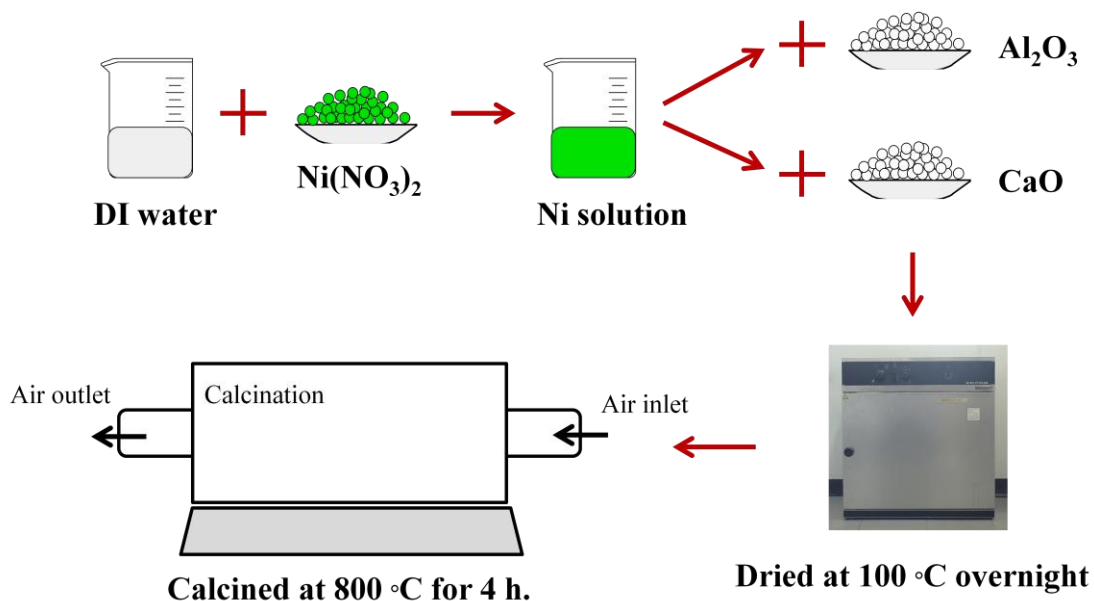 Al₂O₃
Ni(NO₃)₂
CaO
DI water
Ni solution
Air outlet
Calcination
Air inlet
Calcined at 800 ◦C for 4 h.
Dried at 100 ◦C overnight